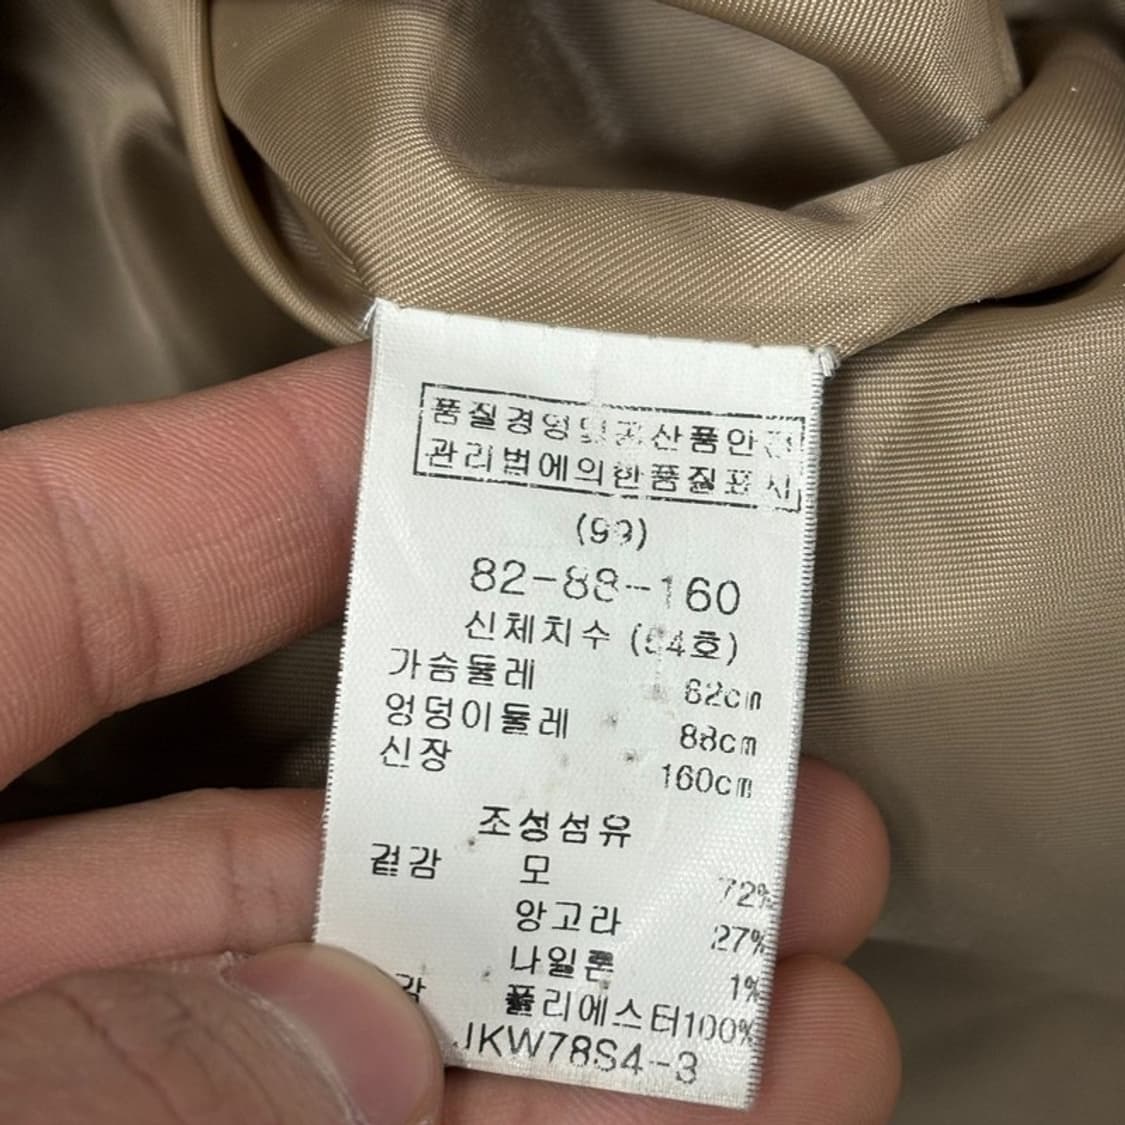 품질경영및공산품안전
관리법에의한품질표시
(99)
82-88-160
신체치수 (54호)
가슴둘레 82cm
엉덩이둘레 88cm
신장 160cm
조성섬유
겉감 모 72%
앙고라 27%
나일론 1%
감 폴리에스터100%
JKW78S4-3